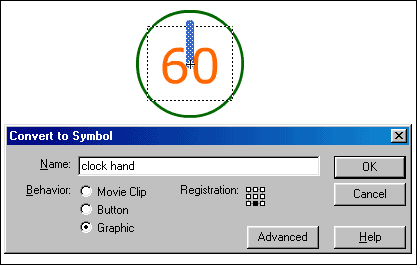 60
Convert to Symbol
Name: clock hand OK
Behavior: Movie Clip Registration: Cancel
Button
Graphic
Advanced Help